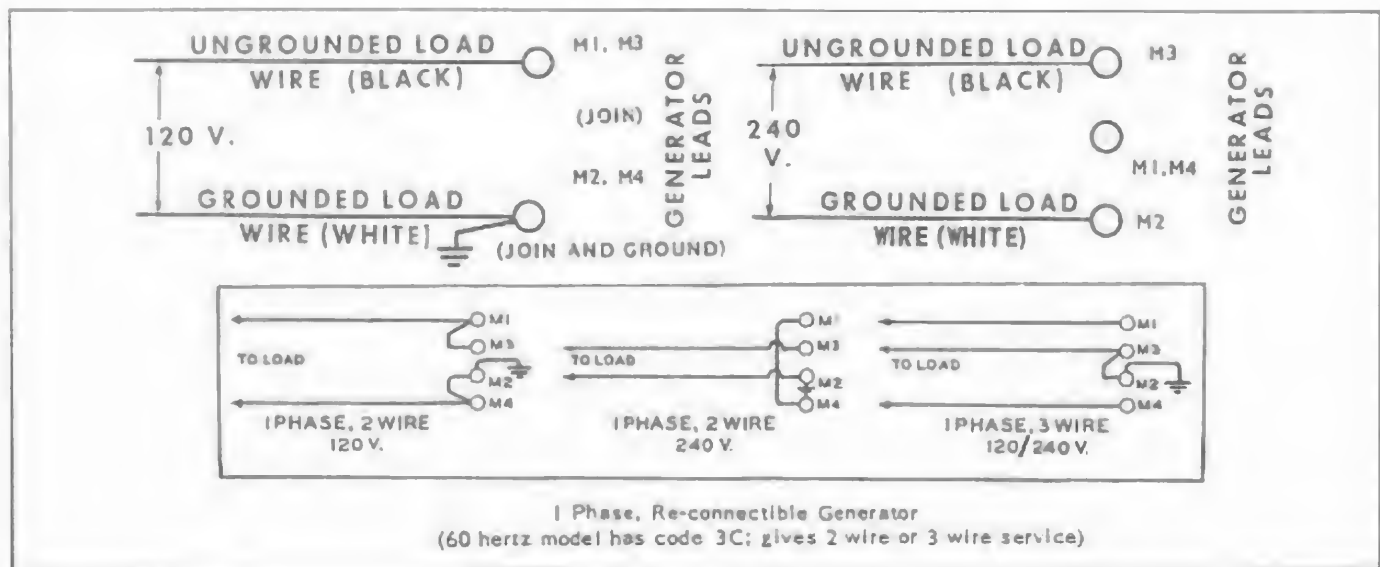 UNGROUNDED LOAD
WIRE (BLACK)
M1, M3
120 V.
(JOIN)
M2, M4
GROUNDED LOAD
WIRE (WHITE)
(JOIN AND GROUND)
GENERATOR
LEADS
UNGROUNDED LOAD
WIRE (BLACK)
M3
240
V.
M1,M4
GROUNDED LOAD
WIRE (WHITE)
M2
GENERATOR
LEADS
M1
M3
TO LOAD
M2
M4
1 PHASE, 2 WIRE
120 V.
M1
M3
TO LOAD
M2
M4
1 PHASE, 2 WIRE
240 V.
M1
M3
TO LOAD
M2
M4
1 PHASE, 3 WIRE
120/240 V.
1 Phase, Re-connectible Generator
(60 hertz model has code 3C; gives 2 wire or 3 wire service)